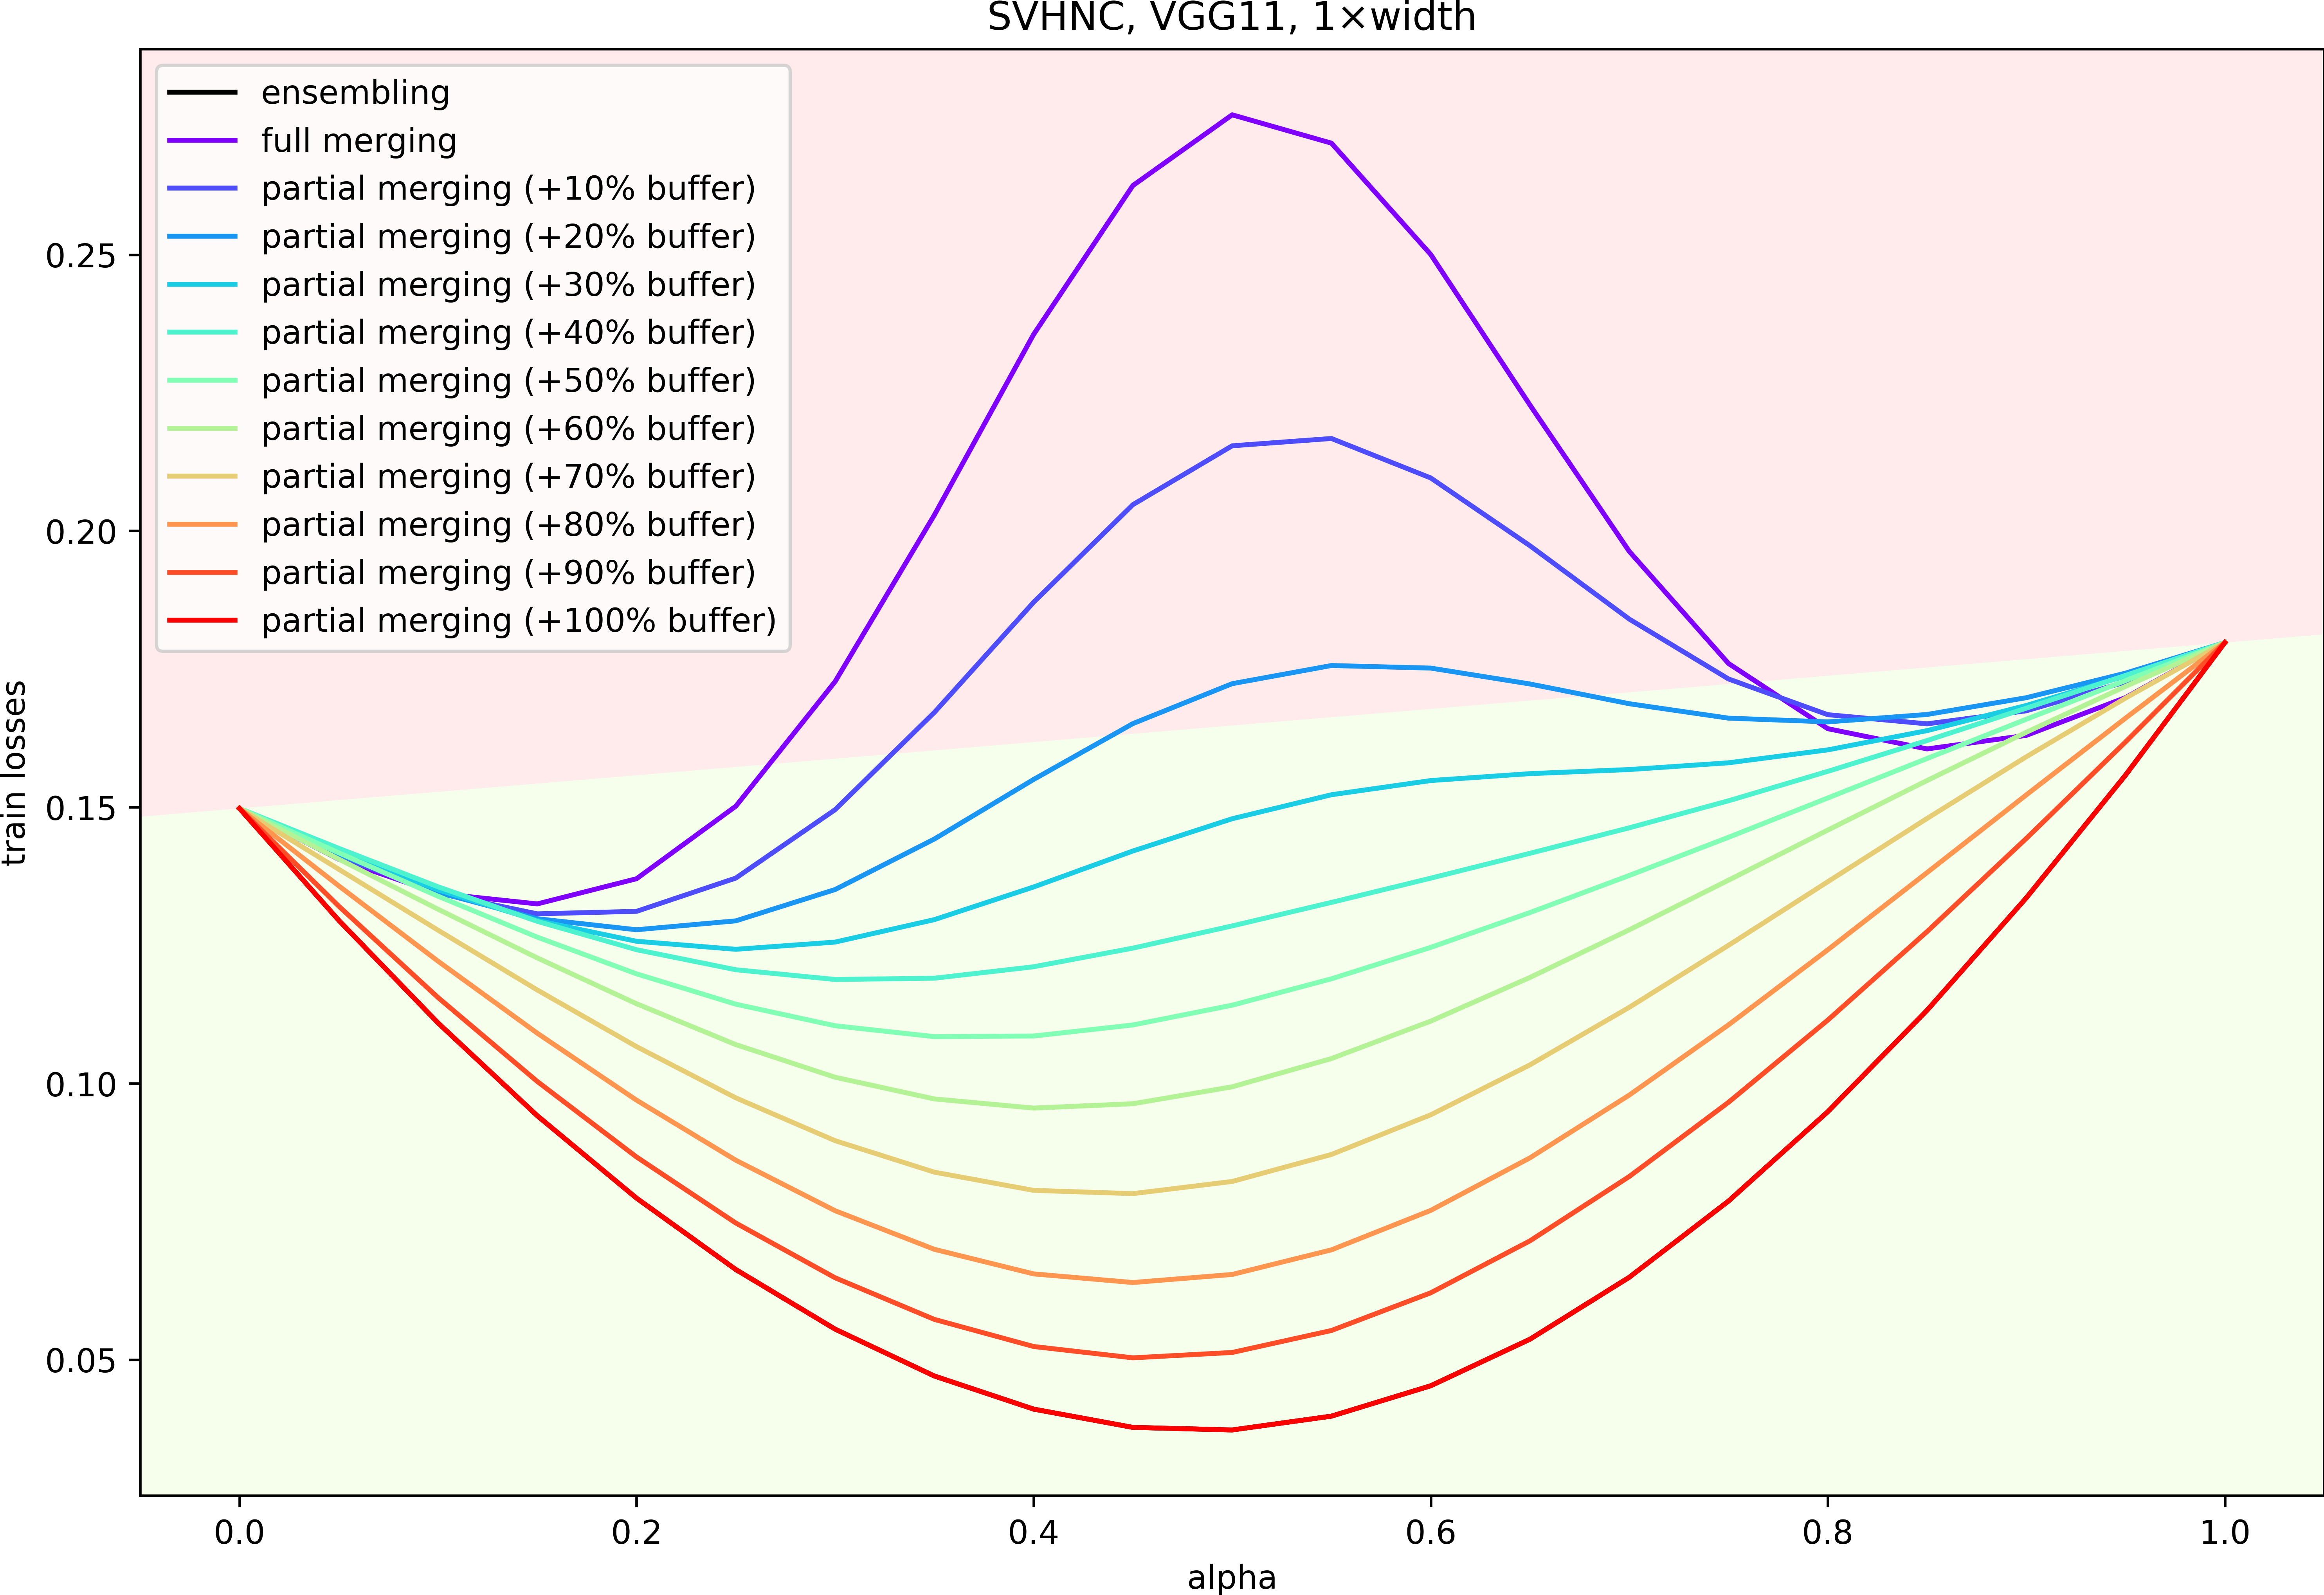 SVHNC, VGG11, 1×width
ensembling
full merging
partial merging (+10% buffer)
partial merging (+20% buffer)
partial merging (+30% buffer)
partial merging (+40% buffer)
partial merging (+50% buffer)
partial merging (+60% buffer)
partial merging (+70% buffer)
partial merging (+80% buffer)
partial merging (+90% buffer)
partial merging (+100% buffer)
train losses
0.25
0.20
0.15
0.10
0.05
0.0 0.2 0.4 0.6 0.8 1.0
alpha